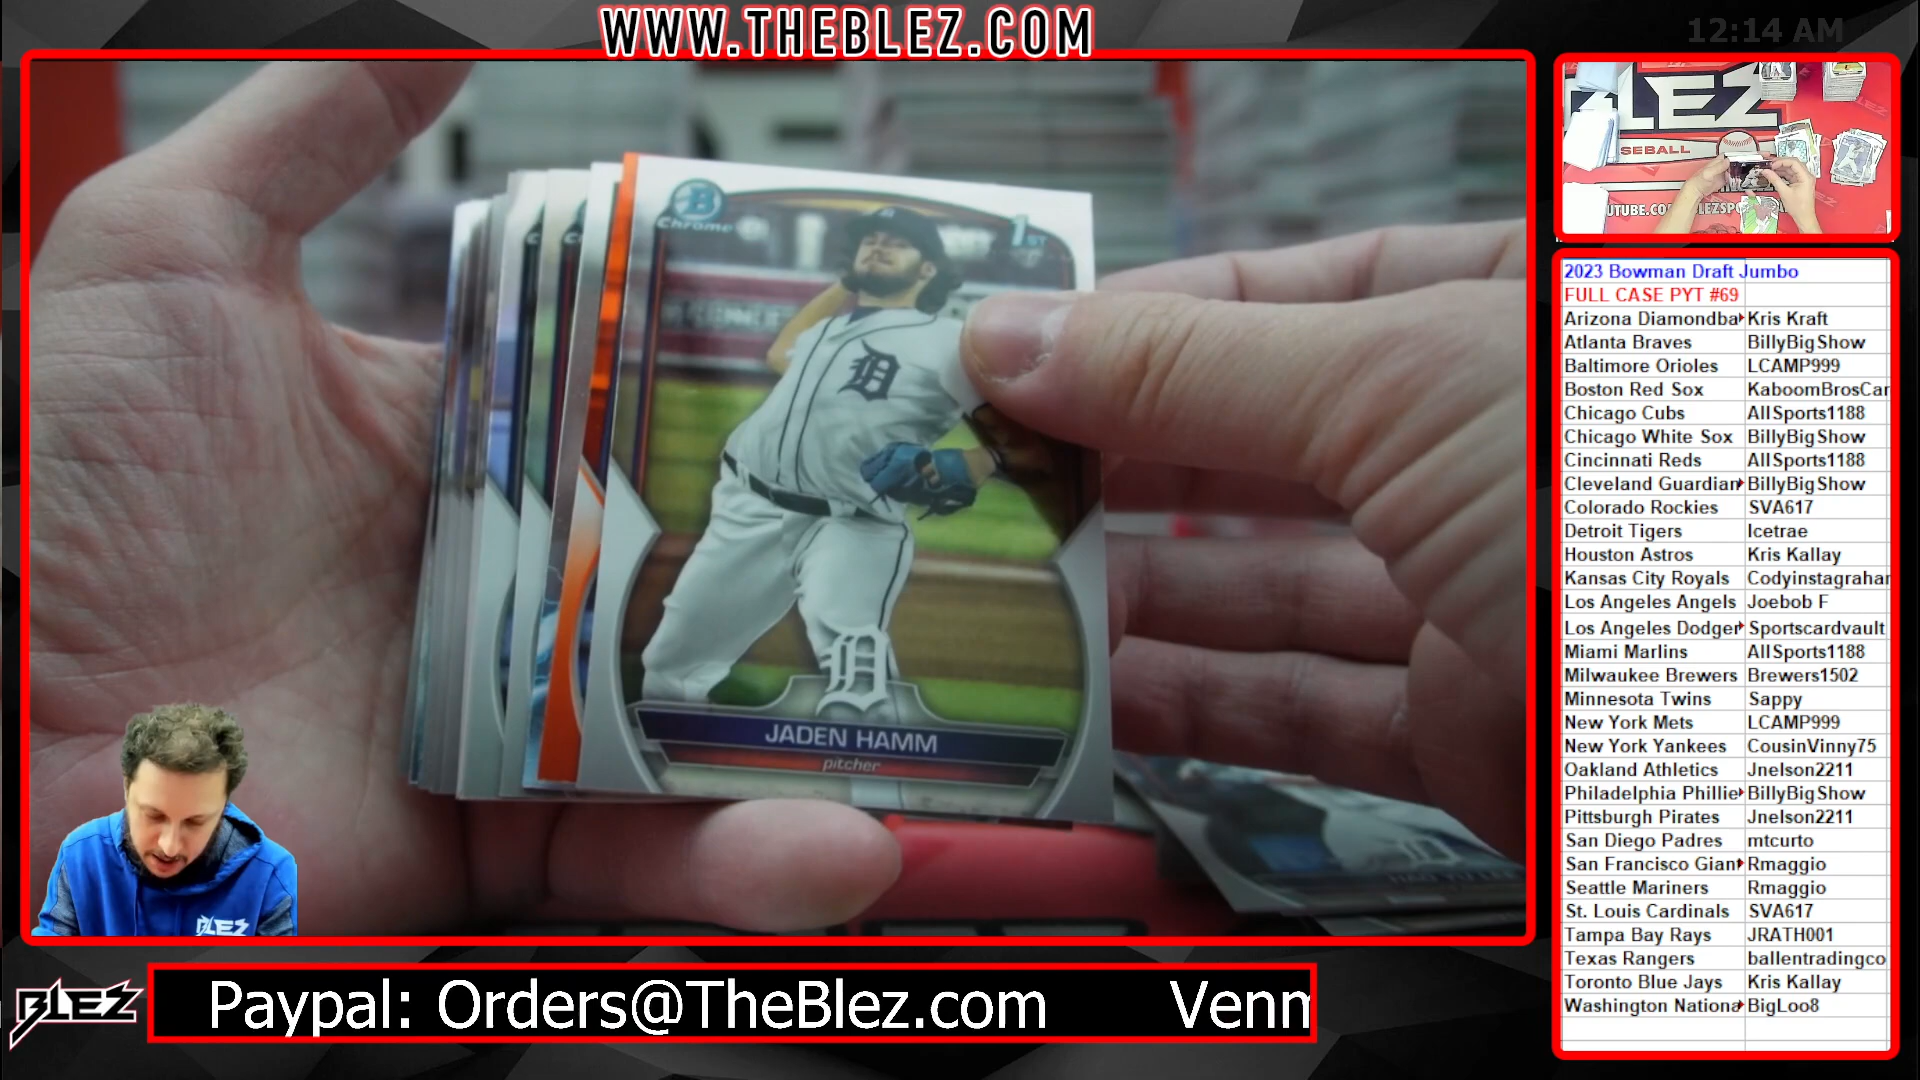 WWW.THEBLEZ.COM
12:14 AM
Chrome
1ST
D
D
JADEN HAMM
pitcher
BLEZ
BLEZ
SEBALL
2023 Bowman Draft Jumbo
FULL CASE PYT #69
Arizona Diamondba Kris Kraft
Atlanta Braves BillyBigShow
Baltimore Orioles LCAMP999
Boston Red Sox KaboomBrosCar
Chicago Cubs AllSports1188
Chicago White Sox BillyBigShow
Cincinnati Reds AllSports1188
Cleveland Guardian BillyBigShow
Colorado Rockies SVA617
Detroit Tigers Icetrae
Houston Astros Kris Kallay
Kansas City Royals Codyinstagrahar
Los Angeles Angels Joebob F
Los Angeles Dodger Sportscardvault
Miami Marlins AllSports1188
Milwaukee Brewers Brewers1502
Minnesota Twins Sappy
New York Mets LCAMP999
New York Yankees CousinVinny75
Oakland Athletics Jnelson2211
Philadelphia Phillie BillyBigShow
Pittsburgh Pirates Jnelson2211
San Diego Padres mtcurto
San Francisco Giant Rmaggio
Seattle Mariners Rmaggio
St. Louis Cardinals SVA617
Tampa Bay Rays JRATH001
Texas Rangers ballentradingco
Toronto Blue Jays Kris Kallay
Washington Nationa BigLoo8
BLEZ
Paypal: Orders@TheBlez.com Venm